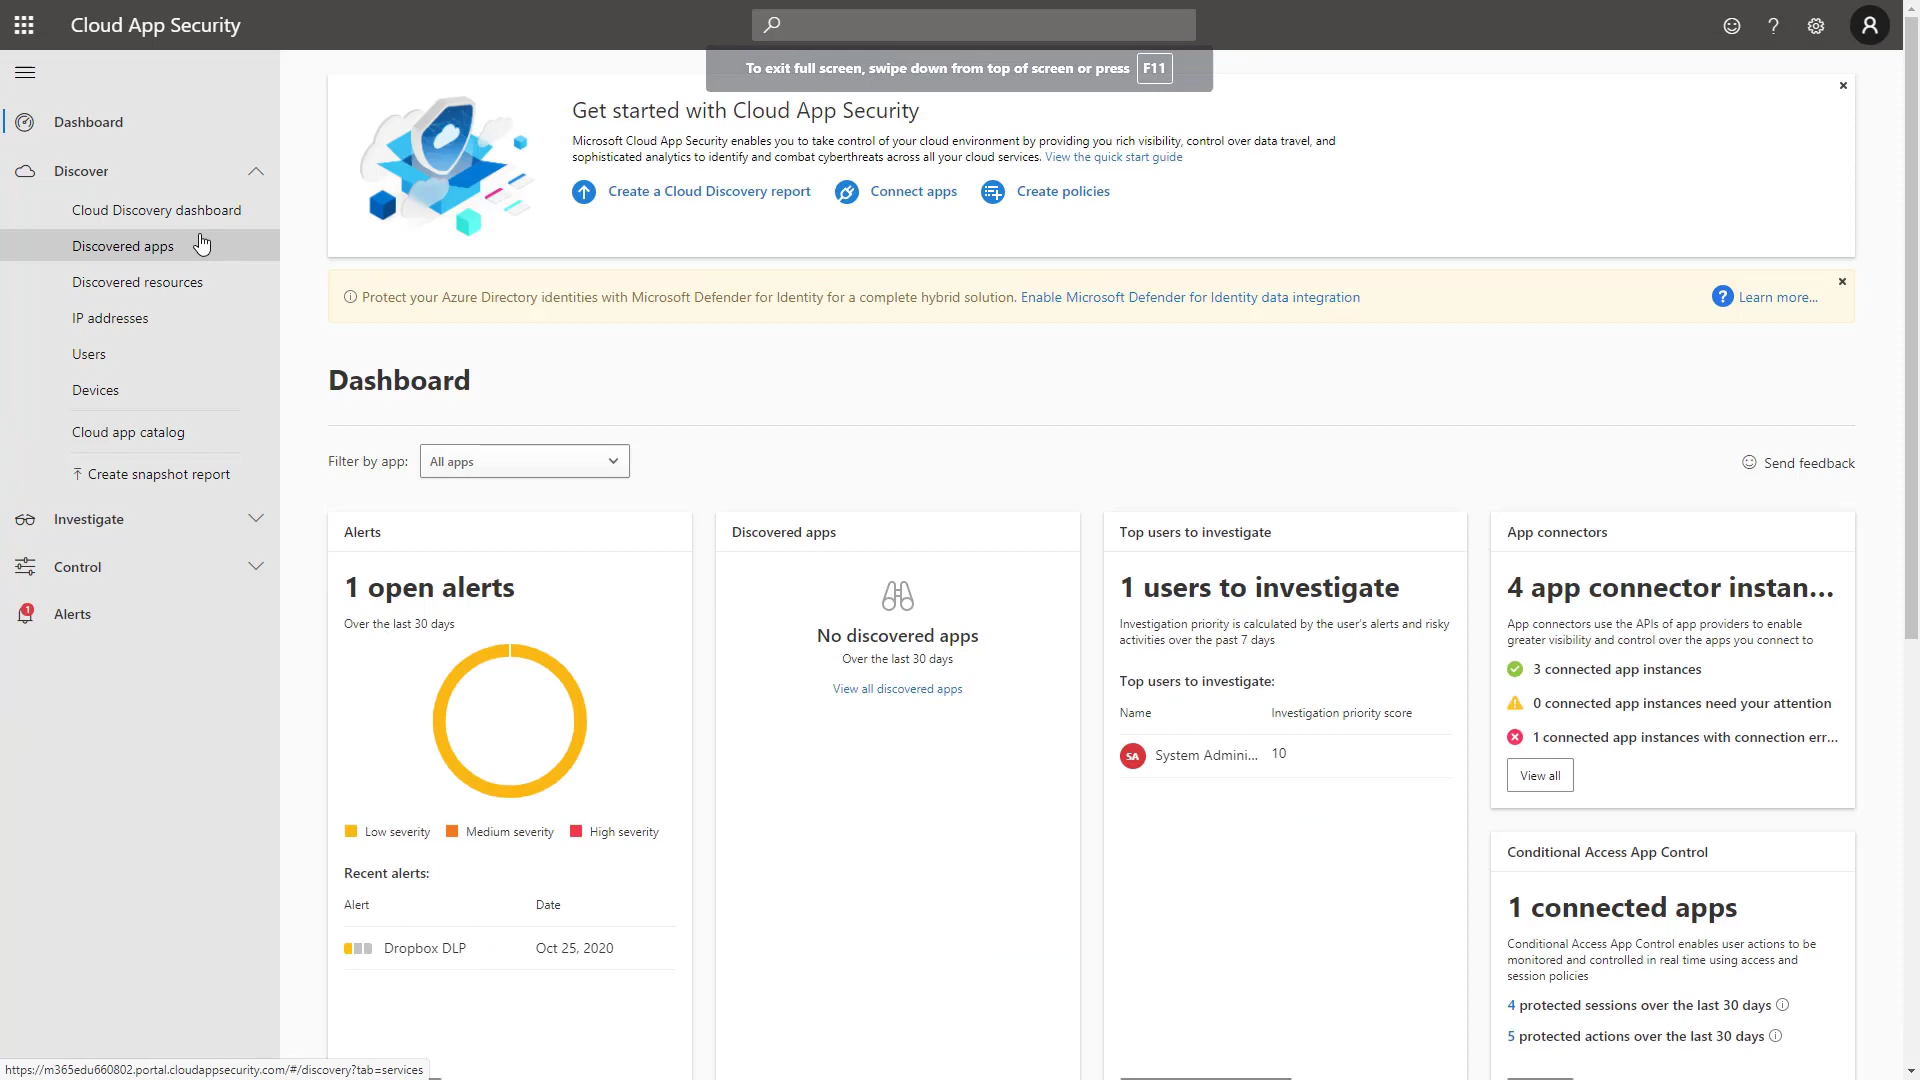 Cloud App Security
To exit full screen, swipe down from top of screen or press F11
Dashboard
Discover
Cloud Discovery dashboard
Discovered apps
Discovered resources
IP addresses
Users
Devices
Cloud app catalog
Create snapshot report
Investigate
Control
1
Alerts
Get started with Cloud App Security
Microsoft Cloud App Security enables you to take control of your cloud environment by providing you rich visibility, control over data travel, and
sophisticated analytics to identify and combat cyberthreats across all your cloud services. View the quick start guide
Create a Cloud Discovery report
Connect apps
Create policies
Protect your Azure Directory identities with Microsoft Defender for Identity for a complete hybrid solution. Enable Microsoft Defender for Identity data integration
? Learn more...
Dashboard
Filter by app: All apps
Send feedback
Alerts
1 open alerts
Over the last 30 days
Low severity Medium severity High severity
Recent alerts:
Alert Date
Dropbox DLP Oct 25, 2020
Discovered apps
No discovered apps
Over the last 30 days
View all discovered apps
Top users to investigate
1 users to investigate
Investigation priority is calculated by the user's alerts and risky
activities over the past 7 days
Top users to investigate:
Name Investigation priority score
SA System Admini... 10
App connectors
4 app connector instan...
App connectors use the APIs of app providers to enable
greater visibility and control over the apps you connect to
3 connected app instances
0 connected app instances need your attention
1 connected app instances with connection err...
View all
Conditional Access App Control
1 connected apps
Conditional Access App Control enables user actions to be
monitored and controlled in real time using access and
session policies
4 protected sessions over the last 30 days
5 protected actions over the last 30 days
https://m365edu660802.portal.cloudappsecurity.com/#/discovery?tab=services